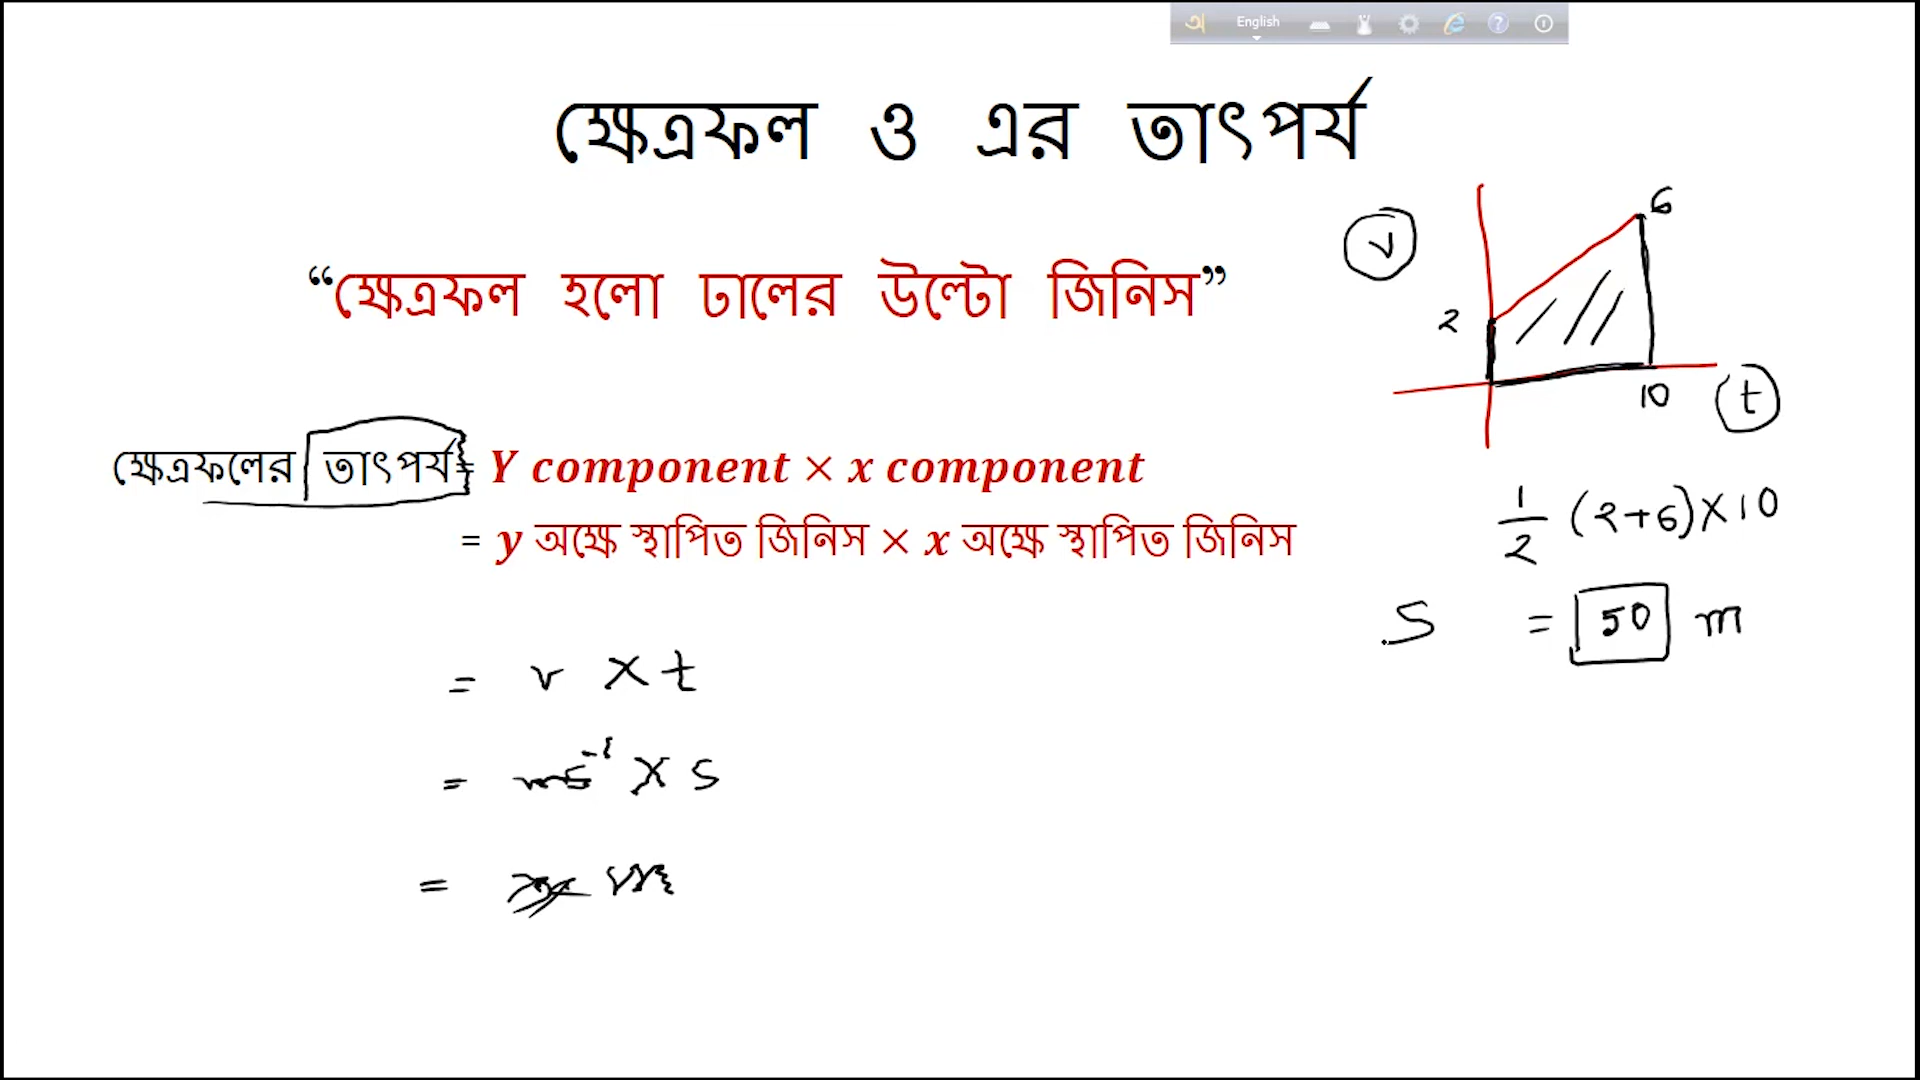 অ English
ক্ষেত্রফল ও এর তাৎপর্য
“ক্ষেত্রফল হলো ঢালের উল্টো জিনিস”
v
6
2
10
t
ক্ষেত্রফলের তাৎপর্য = Y component × x component
= y অক্ষে স্থাপিত জিনিস × x অক্ষে স্থাপিত জিনিস
1/2 (2+6)×10
S = 50 m
= v × t
= ms⁻¹ × s
= m